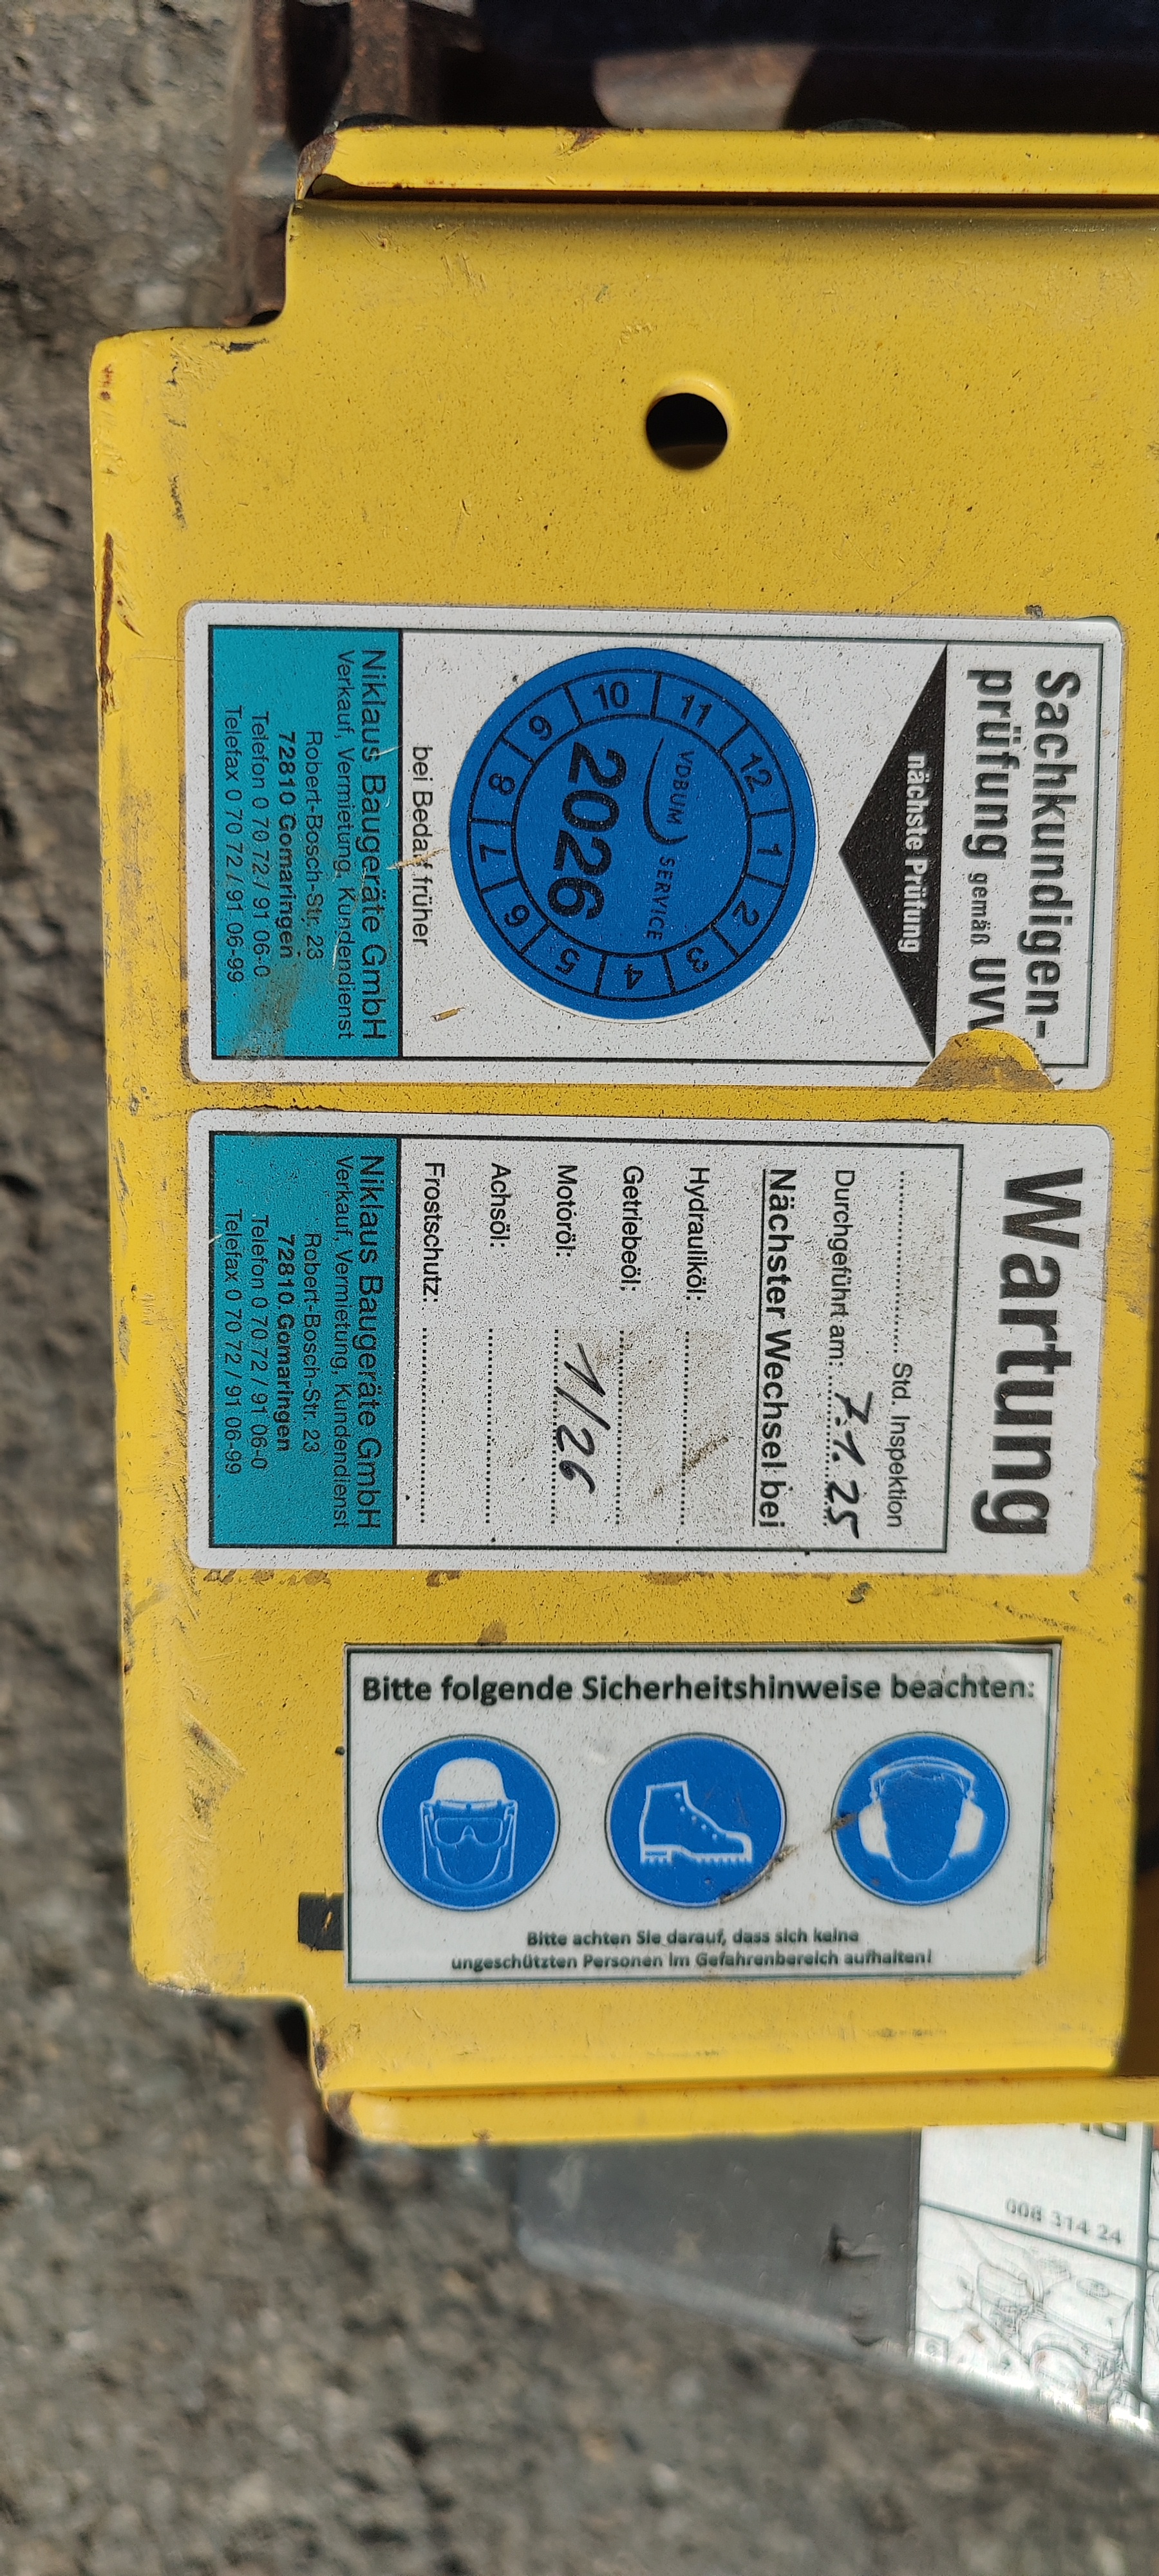 Sachkundigen-
prüfung gemäß UVV
nächste Prüfung
VDBUM SERVICE
2026
1
2
3
4
5
6
7
8
9
10
11
12
bei Bedarf früher
Niklaus Baugeräte GmbH
Verkauf, Vermietung, Kundendienst
Robert-Bosch-Str. 23
72810 Gomaringen
Telefon 0 70 72 / 91 06-0
Telefax 0 70 72 / 91 06-99
Wartung
.................... Std. Inspektion
Durchgeführt am: 7.1.25
Nächster Wechsel bei
Hydrauliköl: ....................
Getriebeöl: ....................
Motoröl: 1/26
Achsöl: ....................
Frostschutz: ....................
Niklaus Baugeräte GmbH
Verkauf, Vermietung, Kundendienst
Robert-Bosch-Str. 23
72810 Gomaringen
Telefon 0 70 72 / 91 06-0
Telefax 0 70 72 / 91 06-99
Bitte folgende Sicherheitshinweise beachten:
Bitte achten Sie darauf, dass sich keine
ungeschützten Personen im Gefahrenbereich aufhalten!
008 314 24